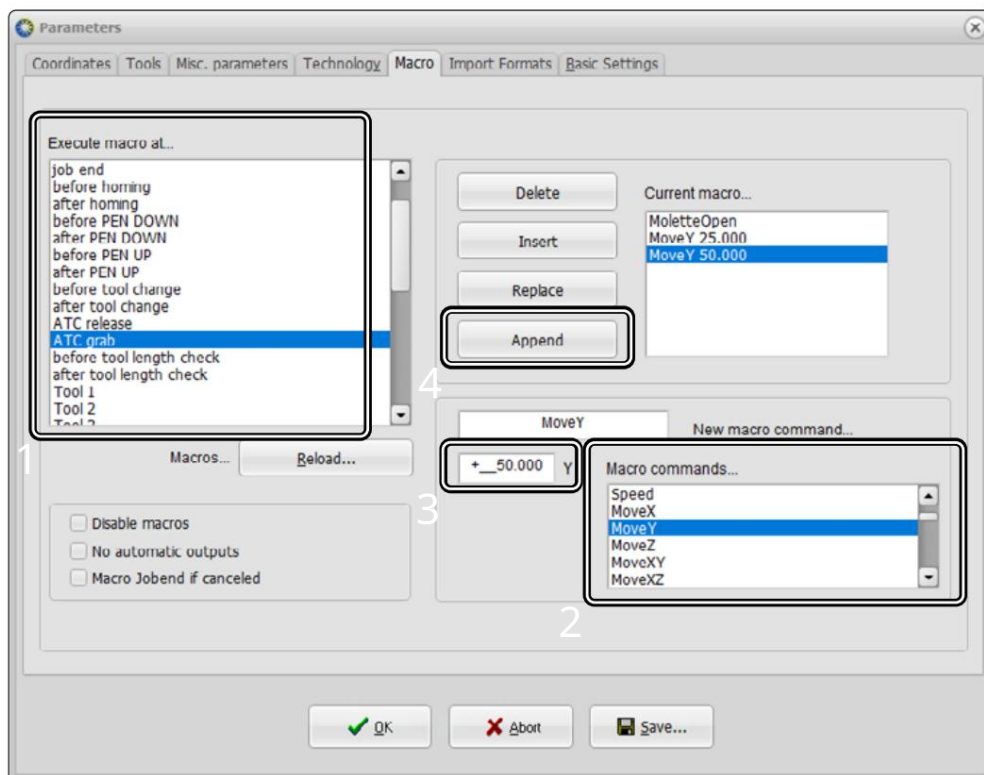 Parameters
Coordinates Tools Misc. parameters Technology Macro Import Formats Basic Settings
Execute macro at...
job end
before homing
after homing
before PEN DOWN
after PEN DOWN
before PEN UP
after PEN UP
before tool change
after tool change
ATC release
ATC grab
before tool length check
after tool length check
Tool 1
Tool 2
Tool 3
1
Macros... Reload...
Disable macros
No automatic outputs
Macro Jobend if canceled
Delete
Insert
Replace
Append
4
Current macro...
MoletteOpen
MoveY 25.000
MoveY 50.000
MoveY
New macro command...
+__50.000 Y
3
Macro commands...
Speed
MoveX
MoveY
MoveZ
MoveXY
MoveXZ
2
OK Abort Save...